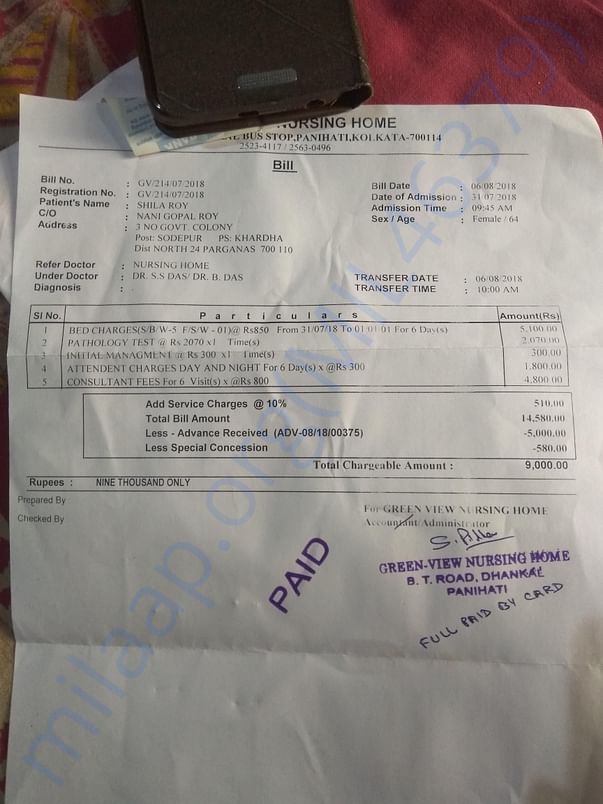 NURSING HOME
BUS STOP,PANIHATI,KOLKATA-700114
2523-4117 / 2563-0496
Bill
Bill No. : GV/214/07/2018
Bill Date : 06/08/2018
Registration No. : GV/214/07/2018
Date of Admission : 31/07/2018
Patient's Name : SHILA ROY
Admission Time : 09:45 AM
C/O : NANI GOPAL ROY
Sex / Age : Female / 64
Address : 3 NO GOVT. COLONY
Post: SODEPUR PS: KHARDHA
Dist NORTH 24 PARGANAS 700 110
Refer Doctor : NURSING HOME
Under Doctor : DR. S.S DAS/ DR. B. DAS
TRANSFER DATE : 06/08/2018
Diagnosis : .
TRANSFER TIME : 10:00 AM
Sl No. Particulars Amount(Rs)
1 BED CHARGES(S/B/W-5 F/S/W - 01)@ Rs850 From 31/07/18 To 01/01/01 For 6 Day(s) 5,100.00
2 PATHOLOGY TEST @ Rs 2070 x1 Time(s) 2,070.00
3 INITIAL MANAGMENT @ Rs 300 x1 Time(s) 300.00
4 ATTENDENT CHARGES DAY AND NIGHT For 6 Day(s) x @Rs 300 1,800.00
5 CONSULTANT FEES For 6 Visit(s) x @Rs 800 4,800.00
Add Service Charges @ 10% 510.00
Total Bill Amount 14,580.00
Less - Advance Received (ADV-08/18/00375) -5,000.00
Less Special Concession -580.00
Total Chargeable Amount : 9,000.00
Rupees : NINE THOUSAND ONLY
Prepared By
For GREEN VIEW NURSING HOME
Checked By
Accountant/Administrator
PAID
GREEN-VIEW NURSING HOME
B. T. ROAD, DHANKAL
PANIHATI
FULL PAID BY CARD
milaap.org(MIL46379)